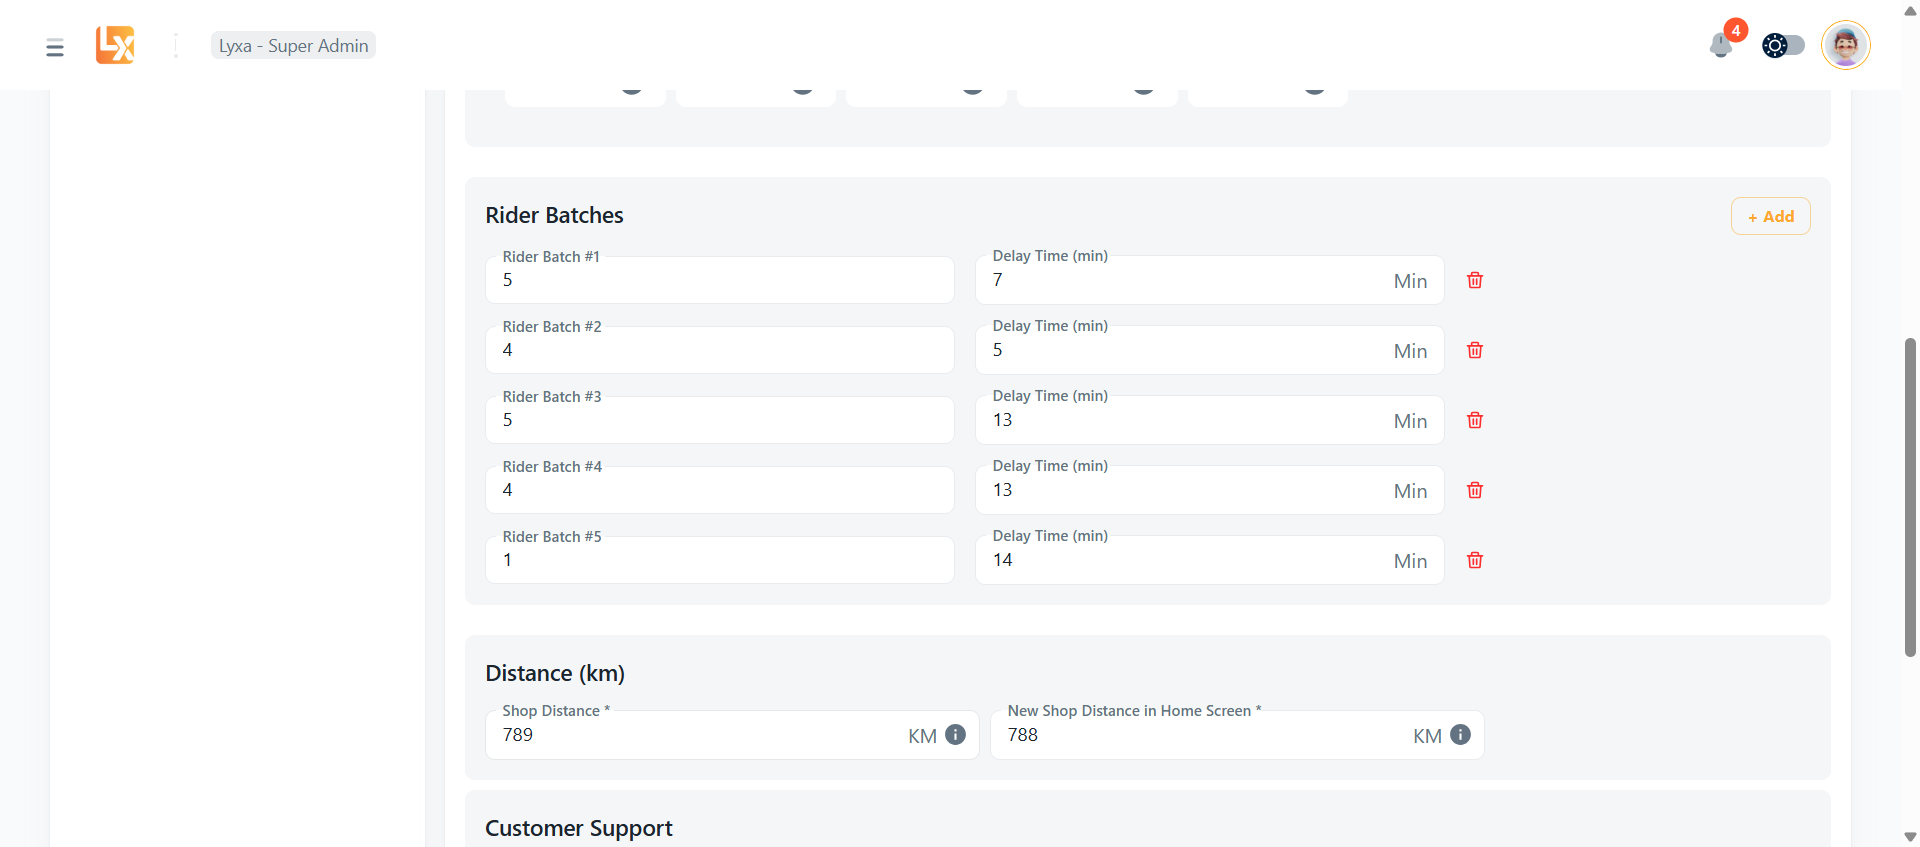 LX
Lyxa - Super Admin
4
Rider Batches
+ Add
Rider Batch #1
5
Delay Time (min)
7
Min
Rider Batch #2
4
Delay Time (min)
5
Min
Rider Batch #3
5
Delay Time (min)
13
Min
Rider Batch #4
4
Delay Time (min)
13
Min
Rider Batch #5
1
Delay Time (min)
14
Min
Distance (km)
Shop Distance *
789
KM
New Shop Distance in Home Screen *
788
KM
Customer Support